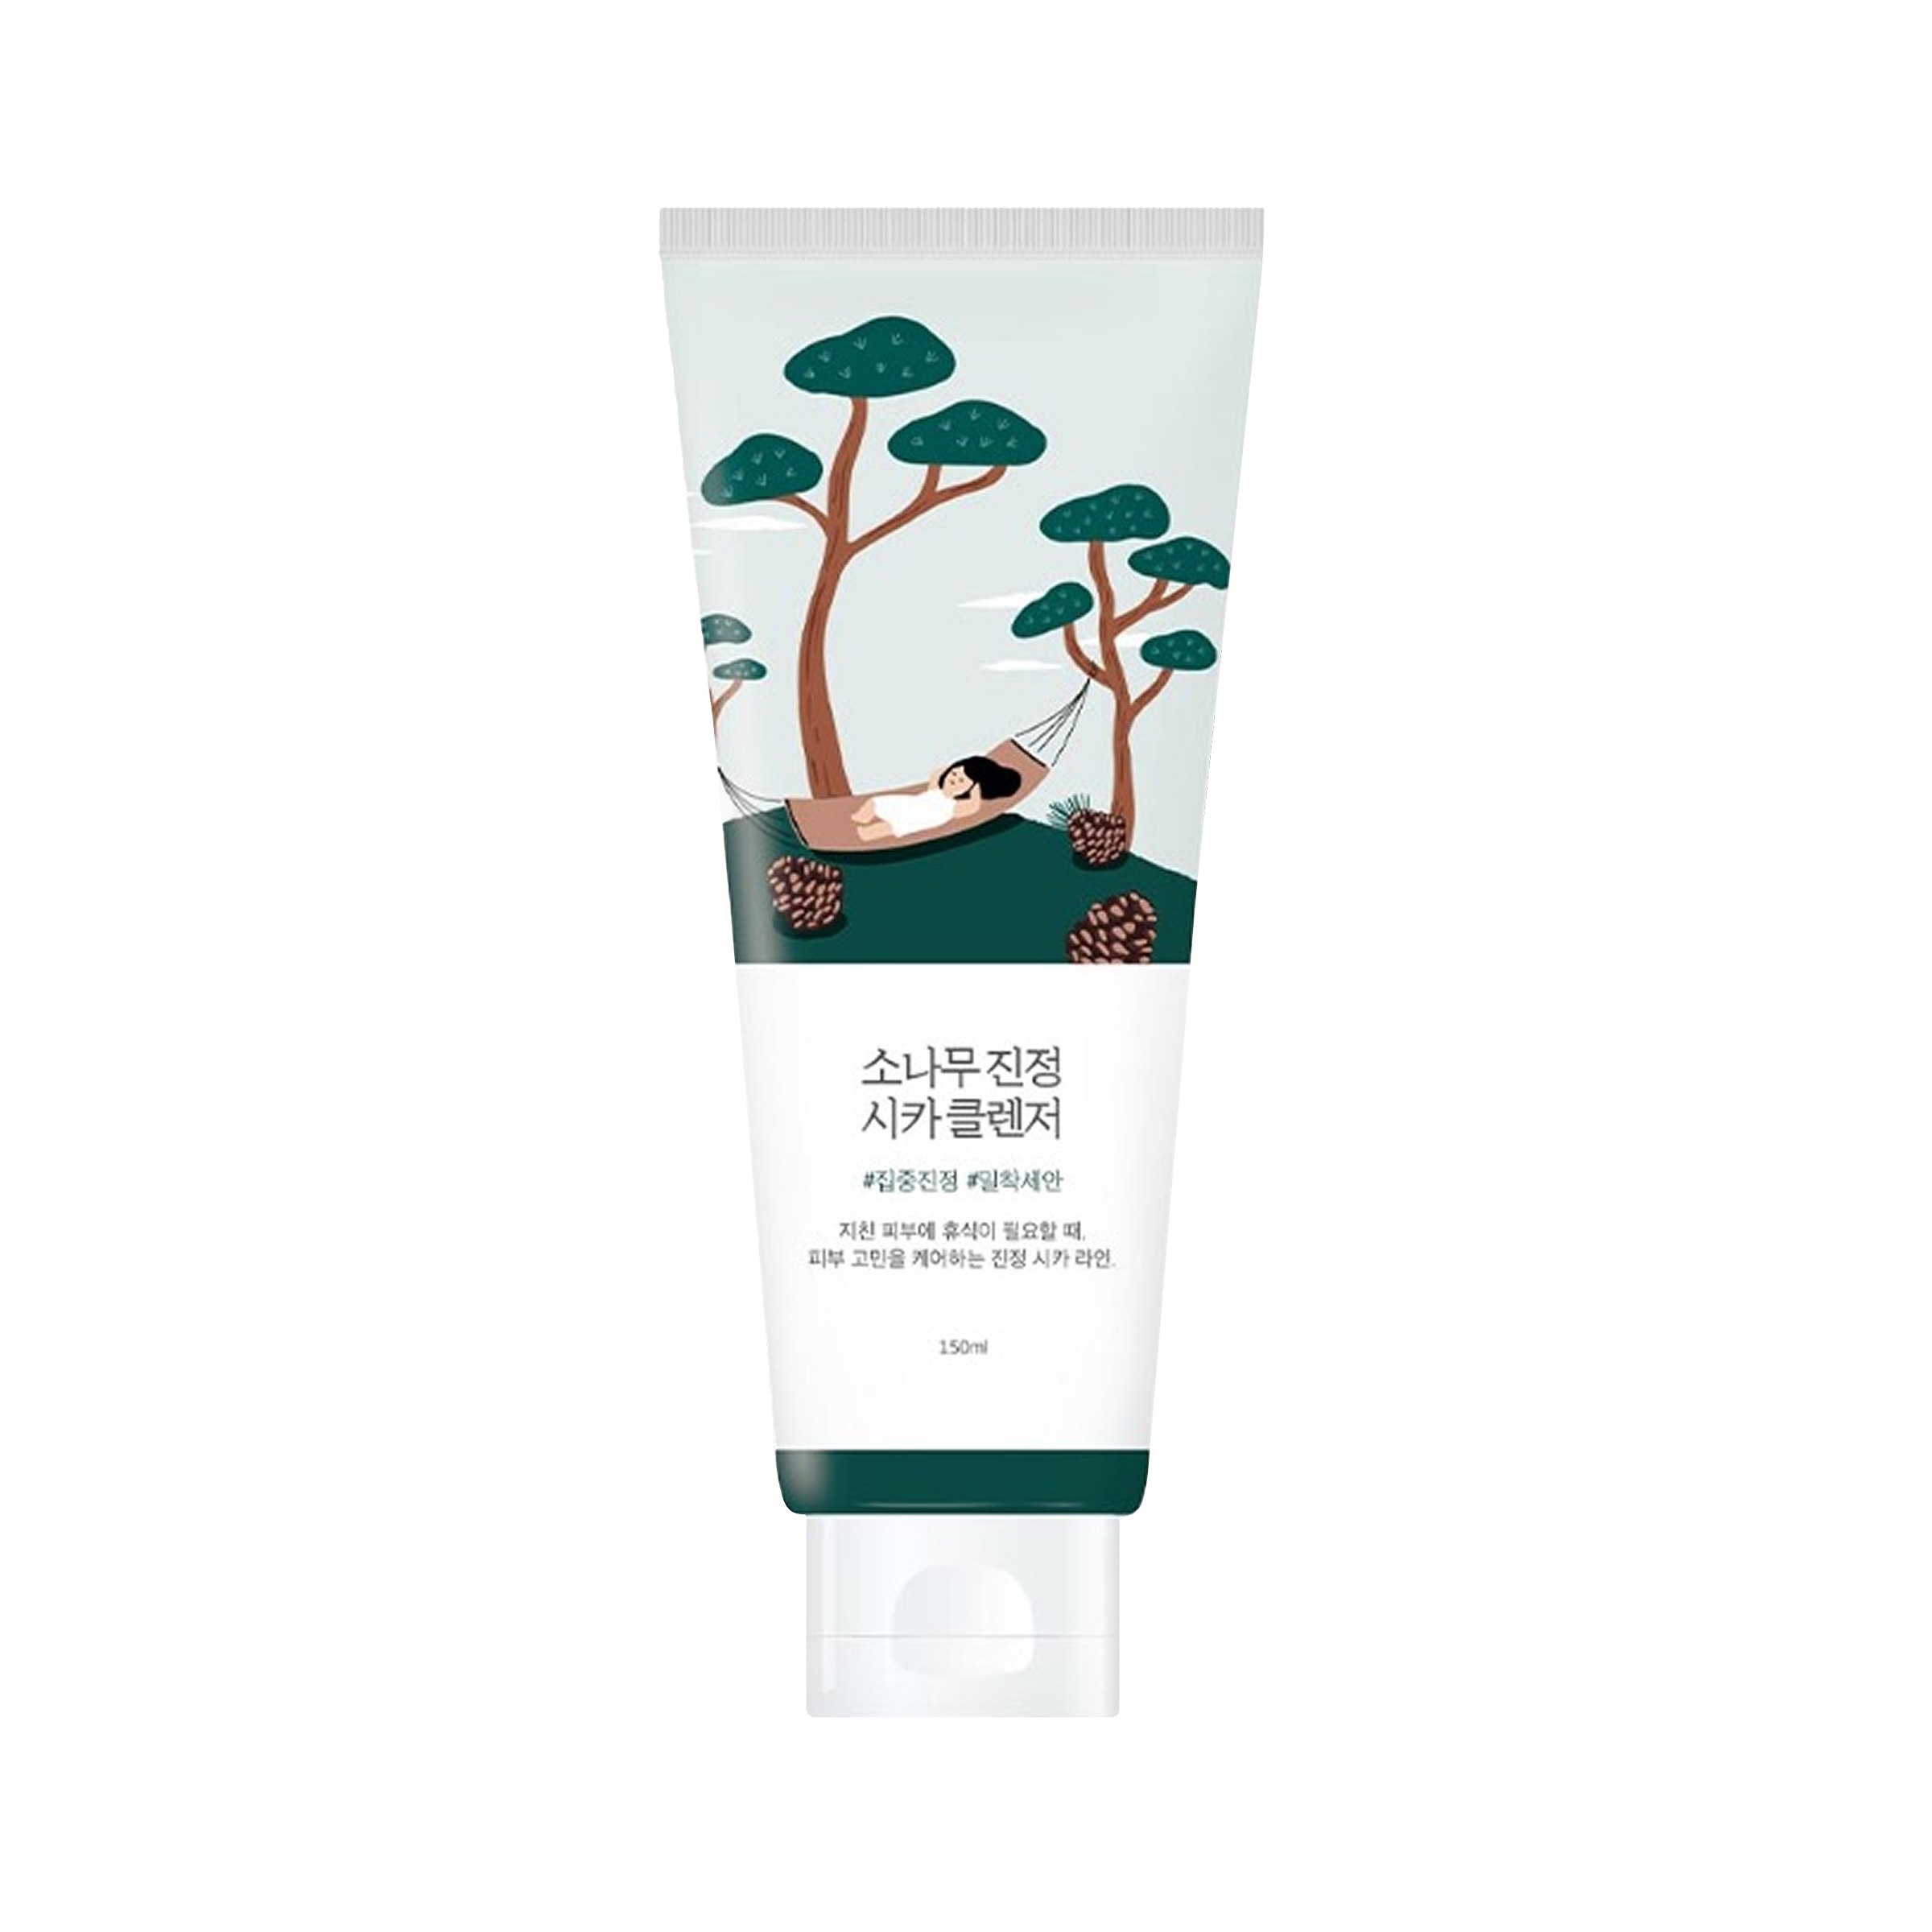 소나무 진정
시카 클렌저
#집중진정 #밀착세안
지친 피부에 휴식이 필요할 때,
피부 고민을 케어하는 진정 시카 라인.
150ml